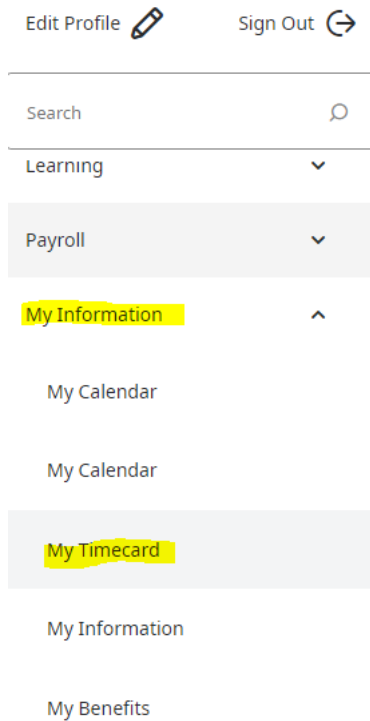 Edit Profile Sign Out
Search
Learning
Payroll
My Information
My Calendar
My Calendar
My Timecard
My Information
My Benefits